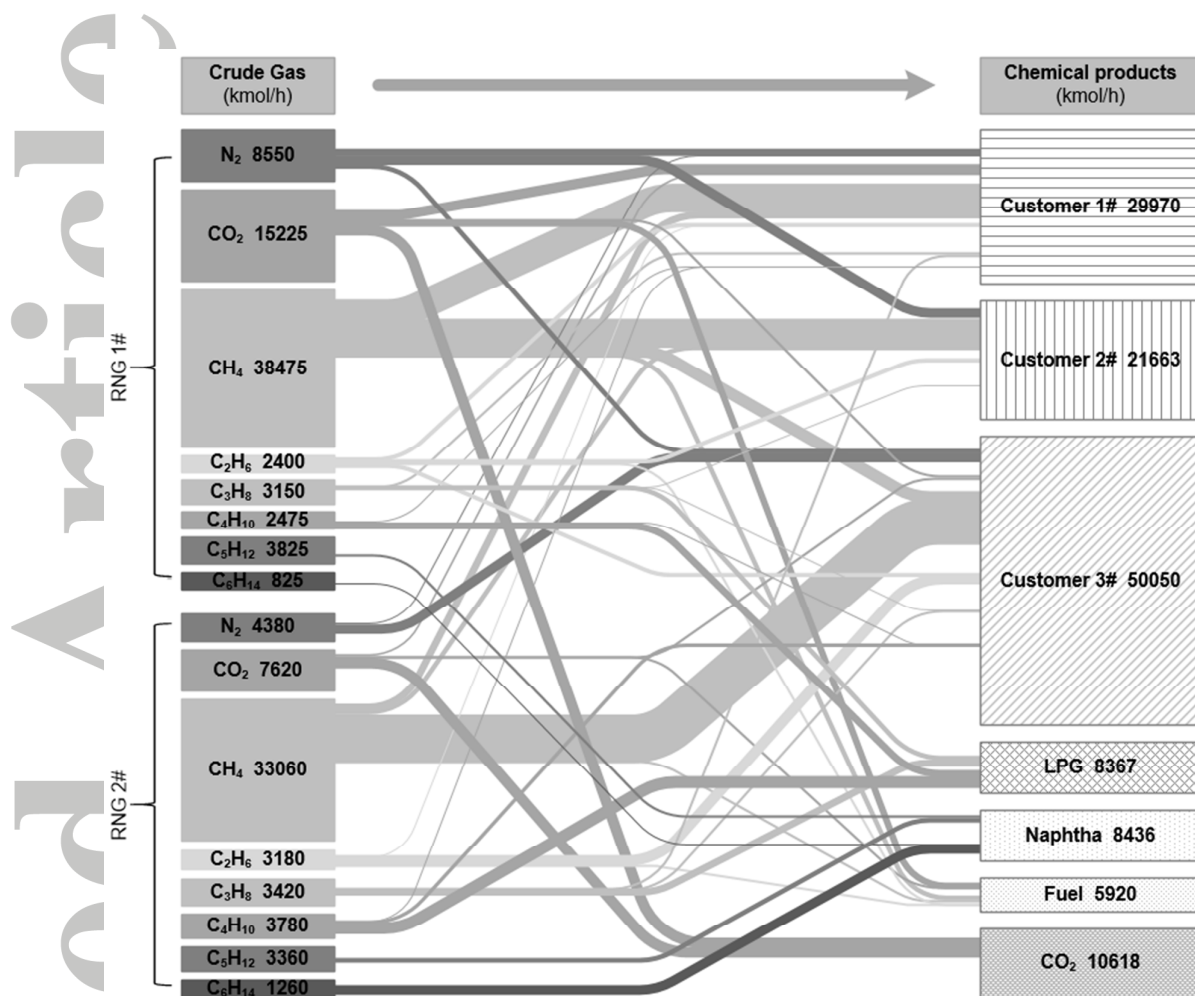 Crude Gas
(kmol/h)
Chemical products
(kmol/h)
RNG 1#
N₂ 8550
CO₂ 15225
CH₄ 38475
C₂H₆ 2400
C₃H₈ 3150
C₄H₁₀ 2475
C₅H₁₂ 3825
C₆H₁₄ 825
RNG 2#
N₂ 4380
CO₂ 7620
CH₄ 33060
C₂H₆ 3180
C₃H₈ 3420
C₄H₁₀ 3780
C₅H₁₂ 3360
C₆H₁₄ 1260
Customer 1# 29970
Customer 2# 21663
Customer 3# 50050
LPG 8367
Naphtha 8436
Fuel 5920
CO₂ 10618
ed Article